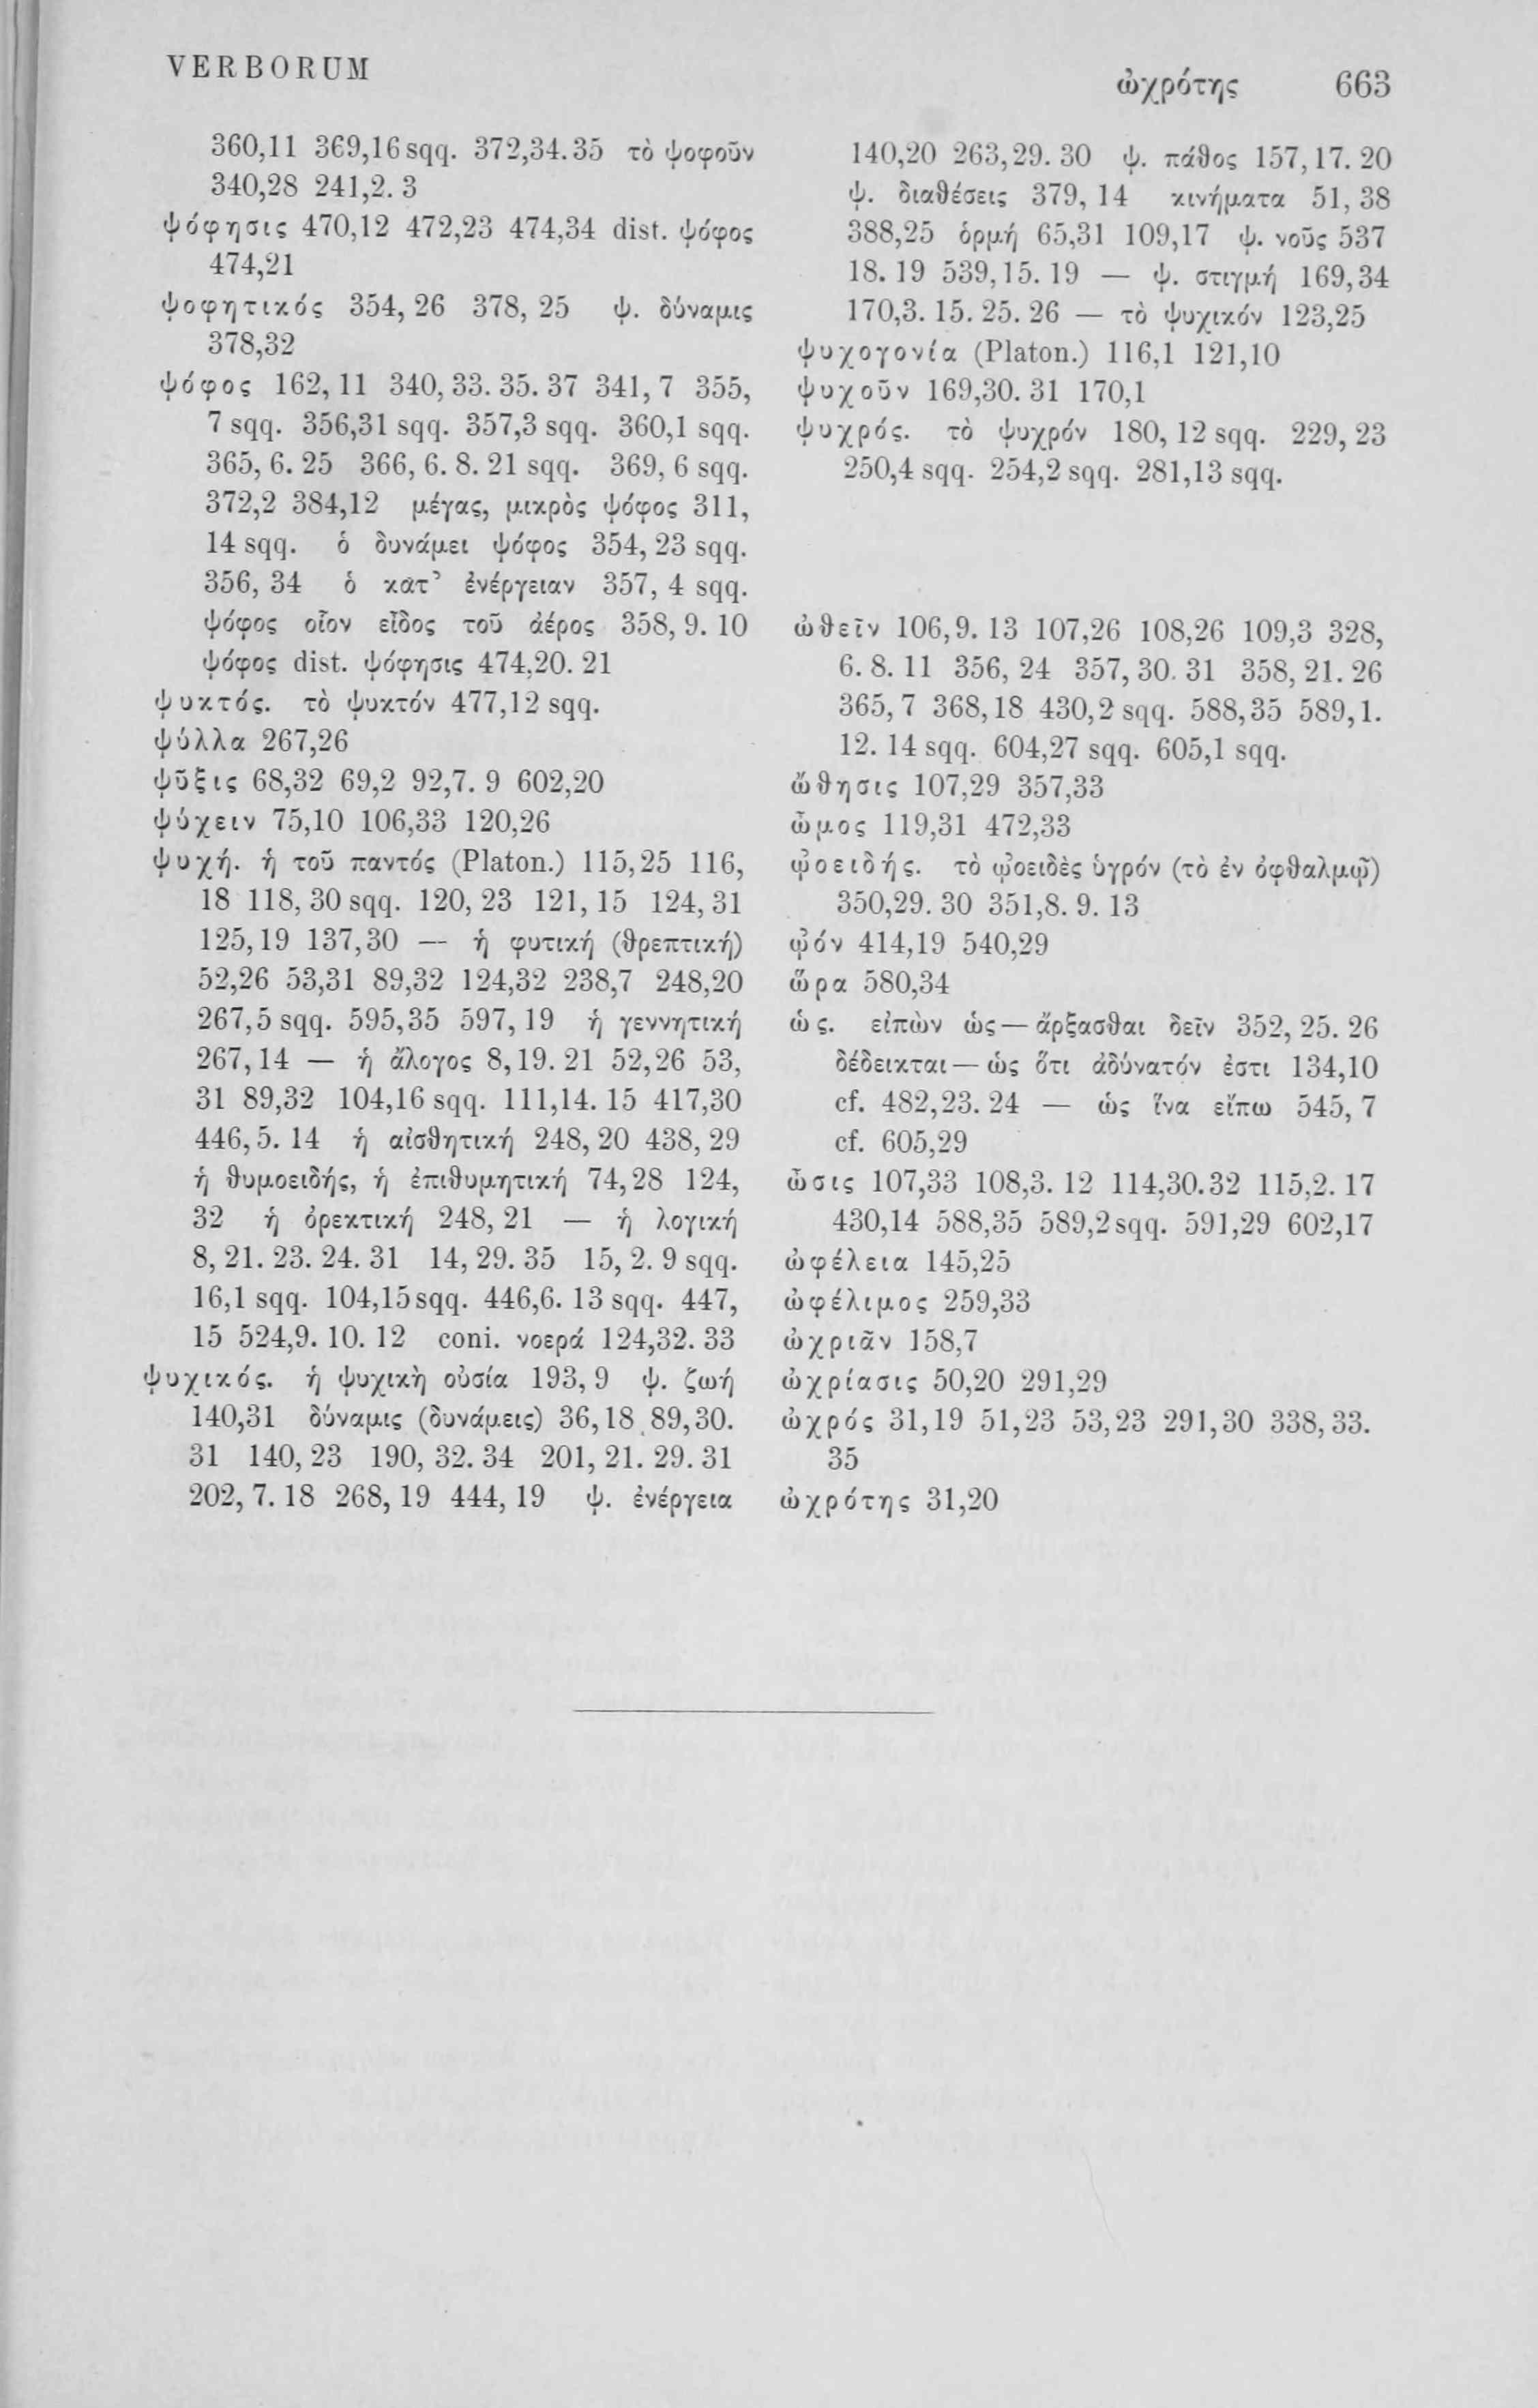 VERBORUM
ὠχρότης 663
360,11 369,16 sqq. 372,34. 35 τὸ ψοφοῦν
340,28 241,2. 3
ψόφησις 470,12 472,23 474,34 dist. ψόφος
474,21
ψοφητικός 354, 26 378, 25 ψ. δύναμις
378,32
ψόφος 162, 11 340, 33. 35. 37 341, 7 355,
7 sqq. 356,31 sqq. 357,3 sqq. 360,1 sqq.
365, 6. 25 366, 6. 8. 21 sqq. 369, 6 sqq.
372,2 384,12 μέγας, μικρὸς ψόφος 311,
14 sqq. ὁ δυνάμει ψόφος 354, 23 sqq.
356, 34 ὁ κατ’ ἐνέργειαν 357, 4 sqq.
ψόφος οἷον εἶδος τοῦ ἀέρος 358, 9. 10
ψόφος dist. ψόφησις 474,20. 21
ψυκτός. τὸ ψυκτόν 477,12 sqq.
ψύλλα 267,26
ψῦξις 68,32 69,2 92,7. 9 602,20
ψύχειν 75,10 106,33 120,26
ψυχή. ἡ τοῦ παντός (Platon.) 115,25 116,
18 118, 30 sqq. 120, 23 121, 15 124, 31
125,19 137,30 — ἡ φυτική (θρεπτική)
52,26 53,31 89,32 124,32 238,7 248,20
267,5 sqq. 595,35 597, 19 ἡ γεννητική
267,14 — ἡ ἄλογος 8,19. 21 52,26 53,
31 89,32 104,16 sqq. 111,14. 15 417,30
446, 5. 14 ἡ αἰσθητική 248, 20 438, 29
ἡ θυμοειδής, ἡ ἐπιθυμητική 74,28 124,
32 ἡ ὀρεκτική 248, 21 — ἡ λογική
8, 21. 23. 24. 31 14, 29. 35 15, 2. 9 sqq.
16,1 sqq. 104,15 sqq. 446,6. 13 sqq. 447,
15 524,9. 10. 12 coni. νοερά 124,32. 33
ψυχικός. ἡ ψυχικὴ οὐσία 193, 9 ψ. ζωή
140,31 δύναμις (δυνάμεις) 36,18 89,30.
31 140, 23 190, 32. 34 201, 21. 29. 31
202, 7. 18 268, 19 444, 19 ψ. ἐνέργεια
140,20 263,29. 30 ψ. πάθος 157,17. 20
ψ. διαθέσεις 379, 14 κινήματα 51, 38
388,25 ὁρμή 65,31 109,17 ψ. νοῦς 537
18. 19 539,15. 19 — ψ. στιγμή 169,34
170,3. 15. 25. 26 — τὸ ψυχικόν 123,25
ψυχογονία (Platon.) 116,1 121,10
ψυχοῦν 169,30. 31 170,1
ψυχρός. τὸ ψυχρόν 180, 12 sqq. 229, 23
250,4 sqq. 254,2 sqq. 281,13 sqq.
ὠθεῖν 106,9. 13 107,26 108,26 109,3 328,
6. 8. 11 356, 24 357, 30. 31 358, 21. 26
365, 7 368, 18 430,2 sqq. 588,35 589,1.
12. 14 sqq. 604,27 sqq. 605,1 sqq.
ὤθησις 107,29 357,33
ὦμος 119,31 472,33
ᾠοειδής. τὸ ᾠοειδὲς ὑγρόν (τὸ ἐν ὀφθαλμῷ)
350,29. 30 351,8. 9. 13
ᾠόν 414,19 540,29
ὥρα 580,34
ὡς. εἰπὼν ὡς — ἄρξασθαι δεῖν 352, 25. 26
δέδεικται — ὡς ὅτι ἀδύνατόν ἐστι 134,10
cf. 482,23. 24 — ὡς ἵνα εἴπω 545, 7
cf. 605,29
ὦσις 107,33 108,3. 12 114,30. 32 115,2. 17
430,14 588,35 589,2 sqq. 591,29 602,17
ὠφέλεια 145,25
ὠφέλιμος 259,33
ὠχριᾶν 158,7
ὠχρίασις 50,20 291,29
ὠχρός 31,19 51,23 53,23 291,30 338,33.
35
ὠχρότης 31,20